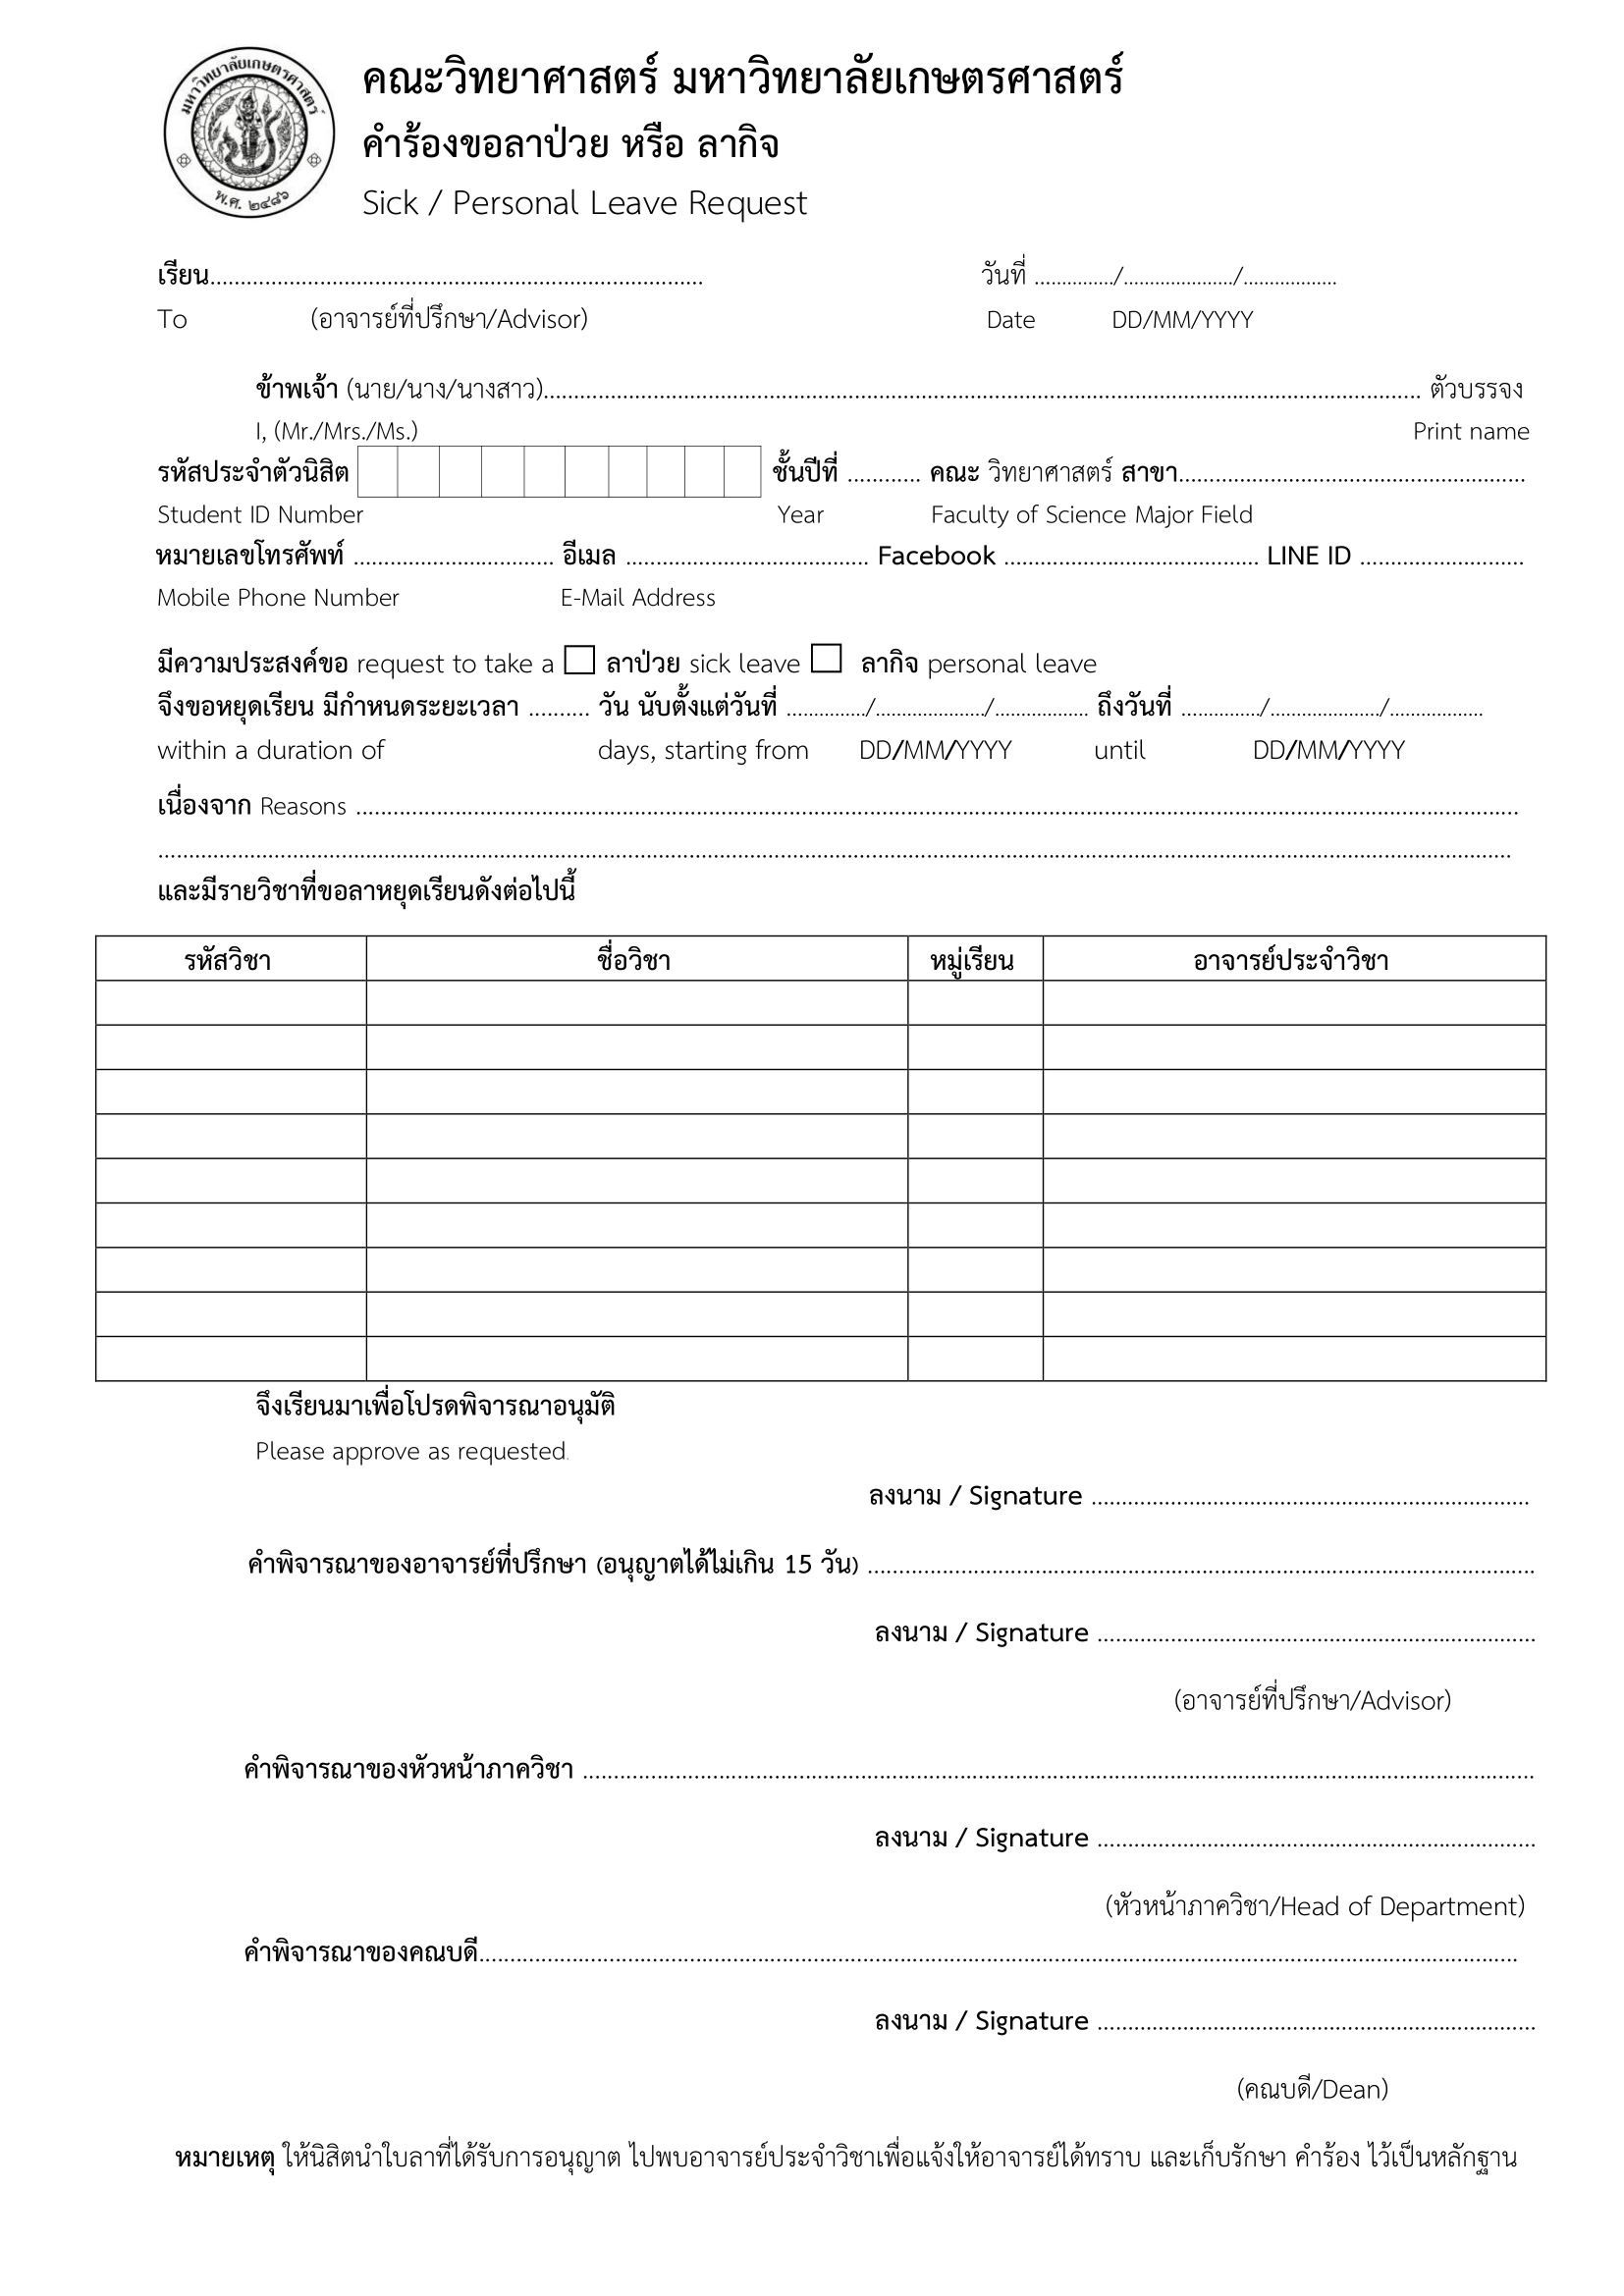 มหาวิทยาลัยเกษตรศาสตร์
พ.ศ. ๒๔๘๖
คณะวิทยาศาสตร์ มหาวิทยาลัยเกษตรศาสตร์
คำร้องขอลาป่วย หรือ ลากิจ
Sick / Personal Leave Request
เรียน.................................................................................. วันที่ ............../..................../.................
To (อาจารย์ที่ปรึกษา/Advisor) Date DD/MM/YYYY
ข้าพเจ้า (นาย/นาง/นางสาว)................................................................................................................................................ ตัวบรรจง
I, (Mr./Mrs./Ms.) Print name
รหัสประจำตัวนิสิต ชั้นปีที่ ............ คณะ วิทยาศาสตร์ สาขา.........................................................
Student ID Number Year Faculty of Science Major Field
หมายเลขโทรศัพท์ ................................. อีเมล ........................................ Facebook .......................................... LINE ID ...........................
Mobile Phone Number E-Mail Address
มีความประสงค์ขอ request to take a ☐ ลาป่วย sick leave ☐ ลากิจ personal leave
จึงขอหยุดเรียน มีกำหนดระยะเวลา .......... วัน นับตั้งแต่วันที่ ............../..................../................. ถึงวันที่ ............../..................../.................
within a duration of days, starting from DD/MM/YYYY until DD/MM/YYYY
เนื่องจาก Reasons ...............................................................................................................................................................................................
................................................................................................................................................................................................................................
และมีรายวิชาที่ขอลาหยุดเรียนดังต่อไปนี้
รหัสวิชา ชื่อวิชา หมู่เรียน อาจารย์ประจำวิชา
จึงเรียนมาเพื่อโปรดพิจารณาอนุมัติ
Please approve as requested.
ลงนาม / Signature ........................................................................
คำพิจารณาของอาจารย์ที่ปรึกษา (อนุญาตได้ไม่เกิน 15 วัน) ..............................................................................................................
ลงนาม / Signature ........................................................................
(อาจารย์ที่ปรึกษา/Advisor)
คำพิจารณาของหัวหน้าภาควิชา ............................................................................................................................................................
ลงนาม / Signature ........................................................................
(หัวหน้าภาควิชา/Head of Department)
คำพิจารณาของคณบดี...........................................................................................................................................................................
ลงนาม / Signature ........................................................................
(คณบดี/Dean)
หมายเหตุ ให้นิสิตนำใบลาที่ได้รับการอนุญาต ไปพบอาจารย์ประจำวิชาเพื่อแจ้งให้อาจารย์ได้ทราบ และเก็บรักษา คำร้อง ไว้เป็นหลักฐาน